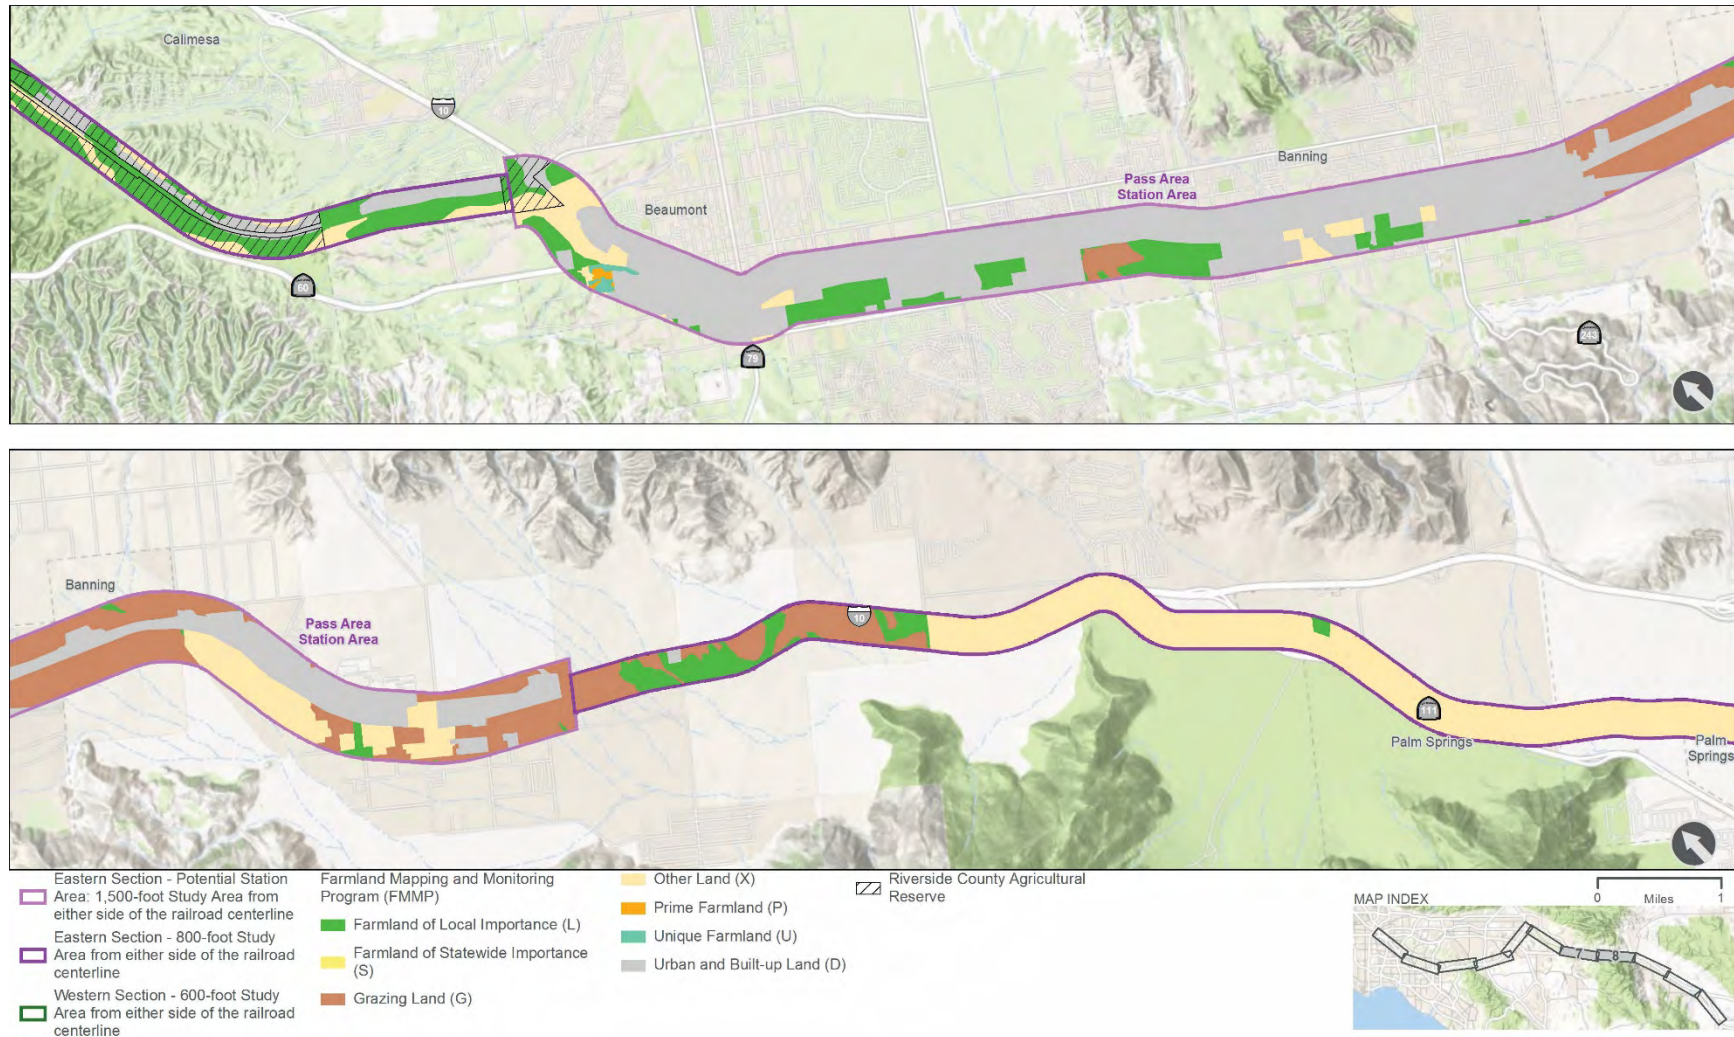 Calimesa
10
Beaumont
Banning
Pass Area
Station Area
60
79
243
Banning
Pass Area
Station Area
10
111
Palm Springs
Palm
Springs
Eastern Section - Potential Station
Area: 1,500-foot Study Area from
either side of the railroad centerline
Eastern Section - 800-foot Study
Area from either side of the railroad
centerline
Western Section - 600-foot Study
Area from either side of the railroad
centerline
Farmland Mapping and Monitoring
Program (FMMP)
Farmland of Local Importance (L)
Farmland of Statewide Importance
(S)
Grazing Land (G)
Other Land (X)
Prime Farmland (P)
Unique Farmland (U)
Urban and Built-up Land (D)
Riverside County Agricultural
Reserve
0 Miles 1
MAP INDEX
7
8